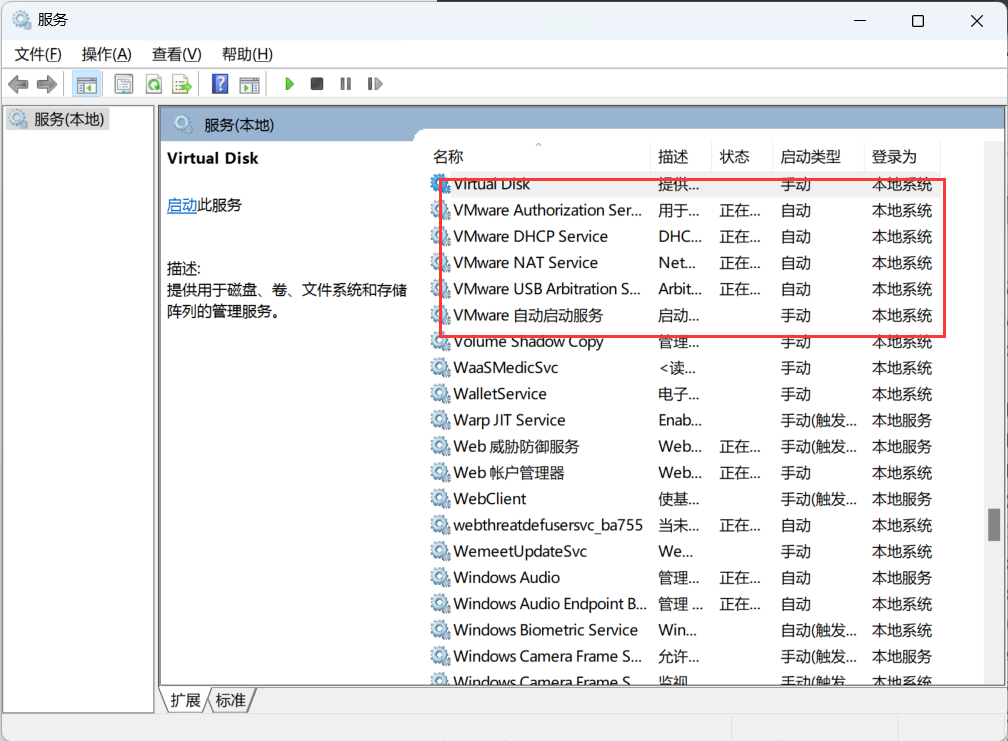 服务
文件(F) 操作(A) 查看(V) 帮助(H)
服务(本地)
服务(本地)
Virtual Disk
启动此服务
描述:
提供用于磁盘、卷、文件系统和存储
阵列的管理服务。
名称 描述 状态 启动类型 登录为
Virtual Disk 提供... 手动 本地系统
VMware Authorization Ser... 用于... 正在... 自动 本地系统
VMware DHCP Service DHC... 正在... 自动 本地系统
VMware NAT Service Net... 正在... 自动 本地系统
VMware USB Arbitration S... Arbit... 正在... 自动 本地系统
VMware 自动启动服务 启动... 手动 本地系统
Volume Shadow Copy 管理... 手动 本地系统
WaaSMedicSvc <读... 手动 本地系统
WalletService 电子... 手动 本地系统
Warp JIT Service Enab... 手动(触发... 本地服务
Web 威胁防御服务 Web... 正在... 手动(触发... 本地服务
Web 帐户管理器 Web... 正在... 手动 本地系统
WebClient 使基... 手动(触发... 本地服务
webthreatdefusersvc_ba755 当未... 正在... 自动 本地系统
WemeetUpdateSvc We... 手动 本地系统
Windows Audio 管理... 正在... 自动 本地服务
Windows Audio Endpoint B... 管理 ... 正在... 自动 本地系统
Windows Biometric Service Win... 自动(触发... 本地系统
Windows Camera Frame S... 允许... 手动(触发... 本地服务
Windows Camera Frame S... 监视... 手动(触发... 本地系统
扩展 标准